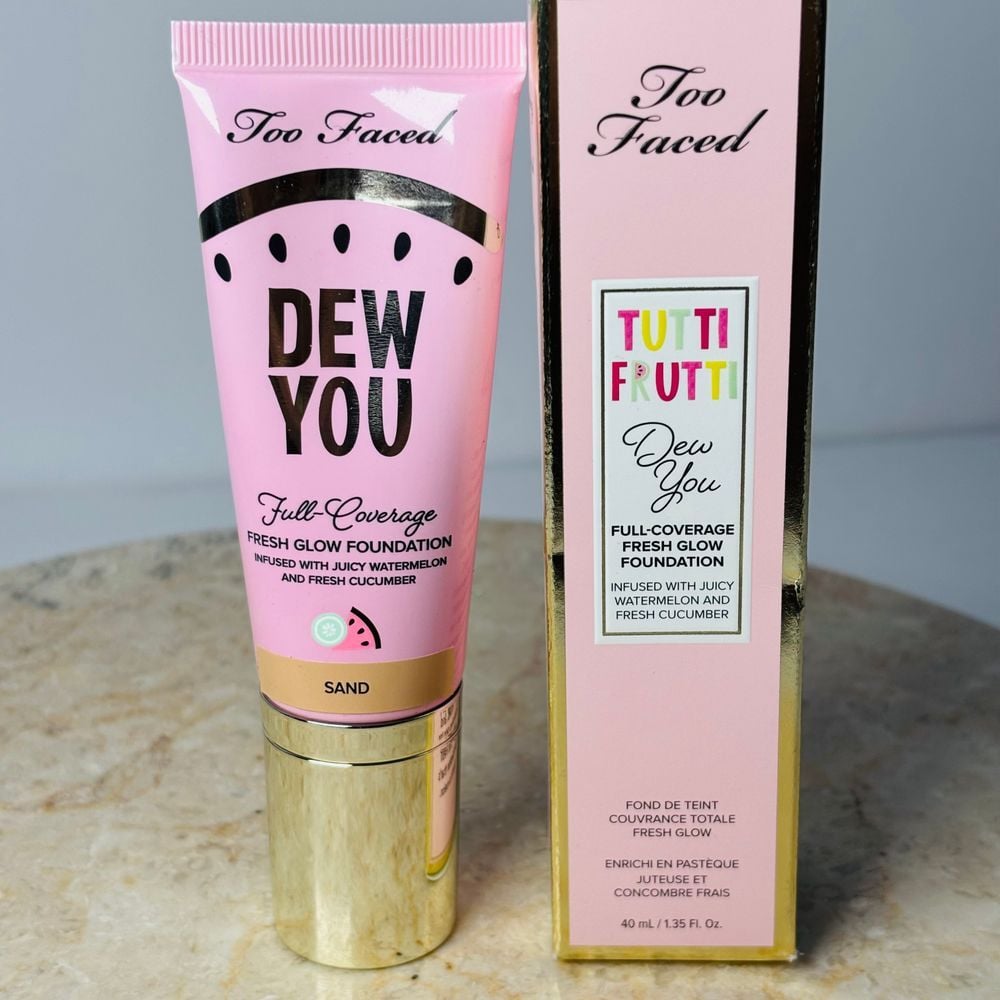 Too Faced
DEW
YOU
Full-Coverage
FRESH GLOW FOUNDATION
INFUSED WITH JUICY WATERMELON
AND FRESH CUCUMBER
SAND
Too
Faced
TUTTI
FRUTTI
Dew
You
FULL-COVERAGE
FRESH GLOW
FOUNDATION
INFUSED WITH JUICY
WATERMELON AND
FRESH CUCUMBER
FOND DE TEINT
COUVRANCE TOTALE
FRESH GLOW
ENRICHI EN PASTÈQUE
JUTEUSE ET
CONCOMBRE FRAIS
40 mL / 1.35 Fl. Oz.